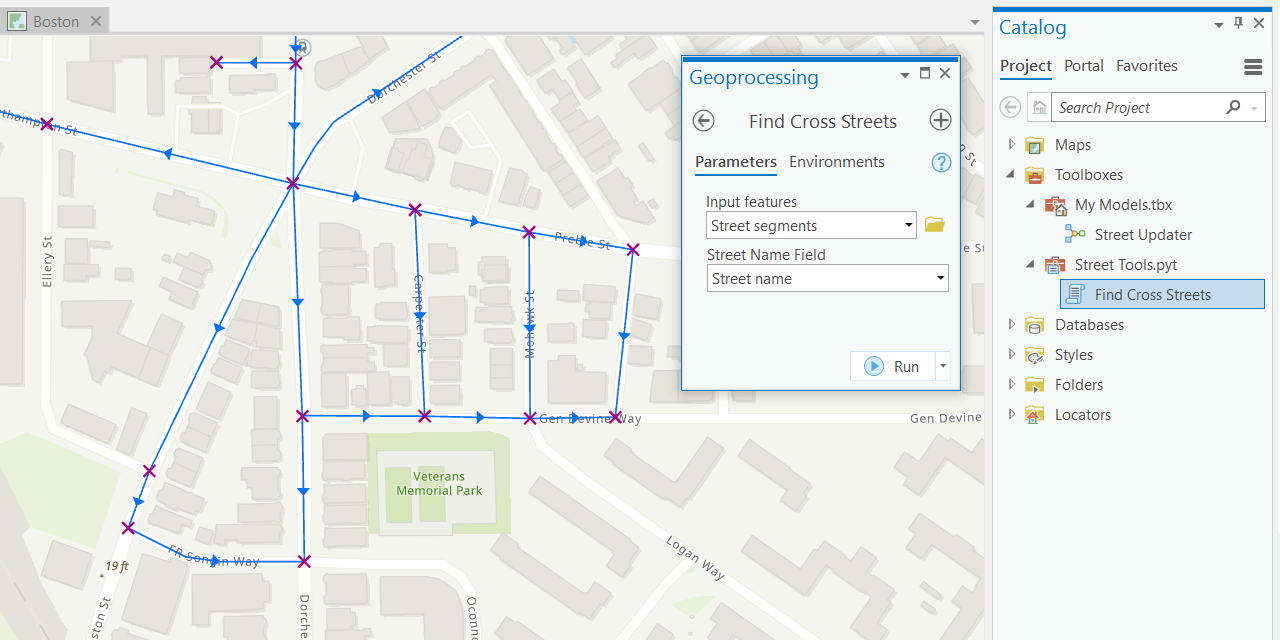 Boston
Catalog
Project Portal Favorites
Search Project
Maps
Toolboxes
My Models.tbx
Street Updater
Street Tools.pyt
Find Cross Streets
Databases
Styles
Folders
Locators
Geoprocessing
Find Cross Streets
Parameters Environments
?
Input features
Street segments
Street Name Field
Street name
Run
R
Dorchester St
thampton St
Preble St
Ellery St
Carpenter St
Mohawk St
Gen Devine Way
Gen Devine
Veterans
Memorial Park
FR Songin Way
19 ft
Logan Way
ston St
Dorche
Oconno